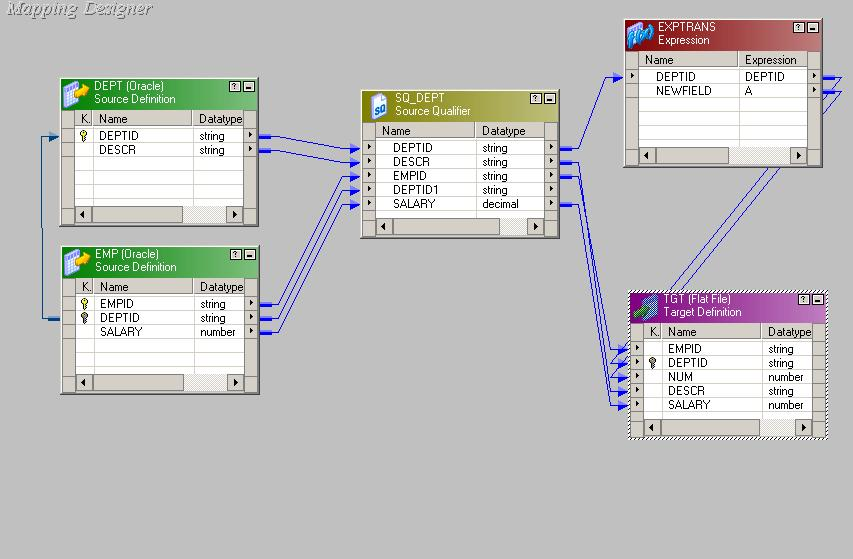 Mapping Designer
DEPT (Oracle)
Source Definition
K. Name Datatype
DEPTID string
DESCR string
EMP (Oracle)
Source Definition
K. Name Datatype
EMPID string
DEPTID string
SALARY number
SQ_DEPT
Source Qualifier
Name Datatype
DEPTID string
DESCR string
EMPID string
DEPTID1 string
SALARY decimal
EXPTRANS
Expression
Name Expression
DEPTID DEPTID
NEWFIELD A
TGT (Flat File)
Target Definition
K. Name Datatype
EMPID string
DEPTID string
NUM number
DESCR string
SALARY number